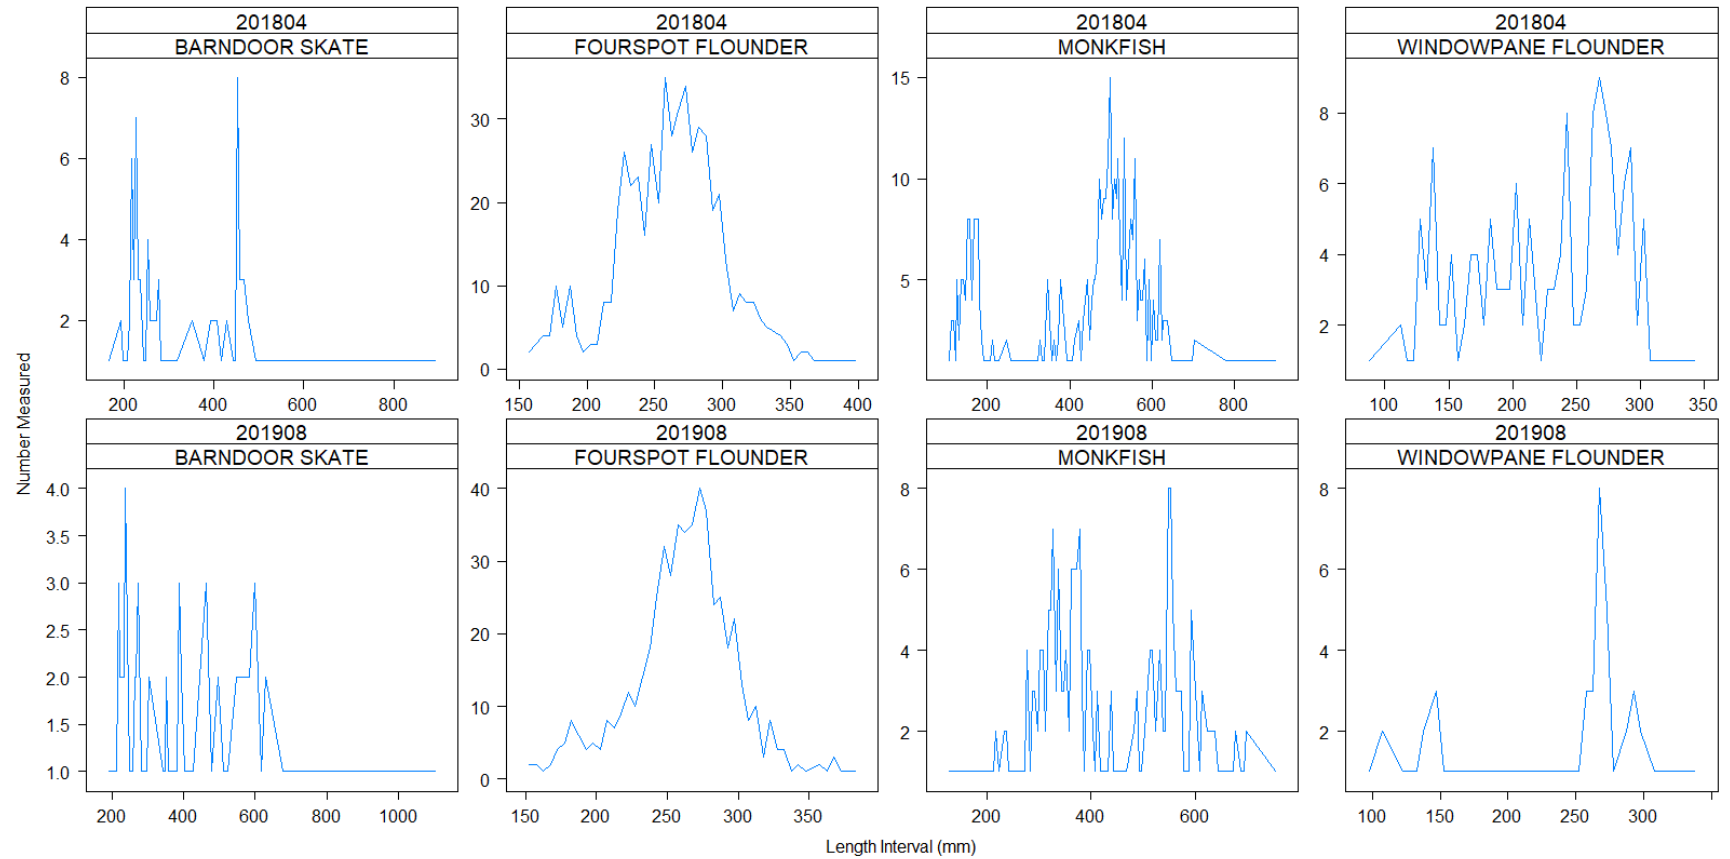 201804 201804 201804 201804
BARNDOOR SKATE FOURSPOT FLOUNDER MONKFISH WINDOWPANE FLOUNDER
8 6 4 2
30 20 10 0
15 10 5
8 6 4 2
200 400 600 800
150 200 250 300 350 400
200 400 600 800
100 150 200 250 300 350
201908 201908 201908 201908
BARNDOOR SKATE FOURSPOT FLOUNDER MONKFISH WINDOWPANE FLOUNDER
4.0 3.5 3.0 2.5 2.0 1.5 1.0
40 30 20 10 0
8 6 4 2
8 6 4 2
200 400 600 800 1000
150 200 250 300 350
200 400 600
100 150 200 250 300
Number Measured
Length Interval (mm)